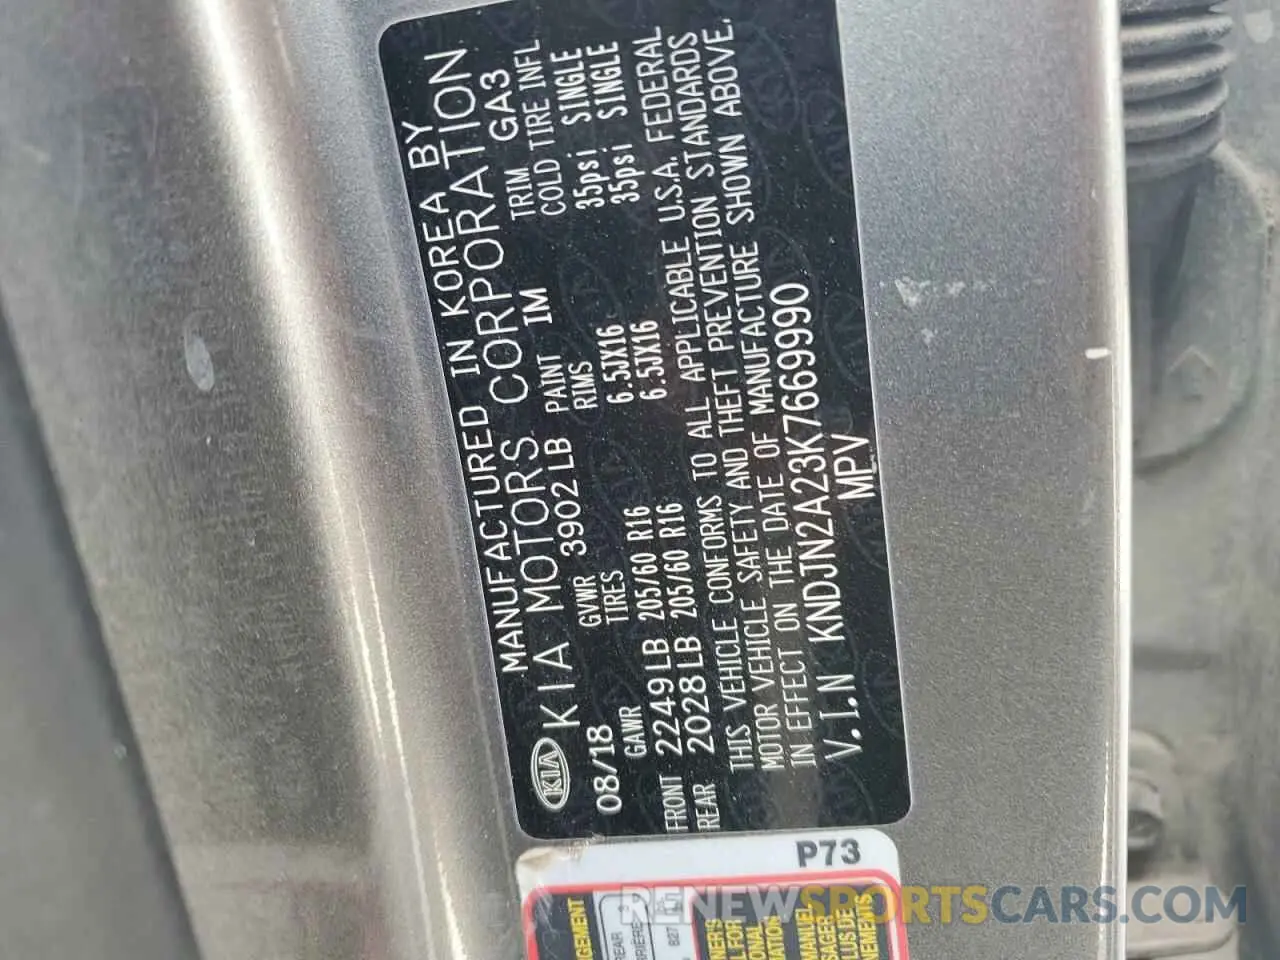 MANUFACTURED IN KOREA BY
KIA KIA MOTORS CORPORATION
08/18 GVWR 3902LB PAINT IM TRIM GA3
GAWR TIRES RIMS COLD TIRE INFL
FRONT 2249LB 205/60 R16 6.5JX16 35psi SINGLE
REAR 2028LB 205/60 R16 6.5JX16 35psi SINGLE
THIS VEHICLE CONFORMS TO ALL APPLICABLE U.S.A. FEDERAL
MOTOR VEHICLE SAFETY AND THEFT PREVENTION STANDARDS
IN EFFECT ON THE DATE OF MANUFACTURE SHOWN ABOVE.
V.I.N KNDJN2A23K7669990
MPV
P73
RENEWSPORTSCARS.COM